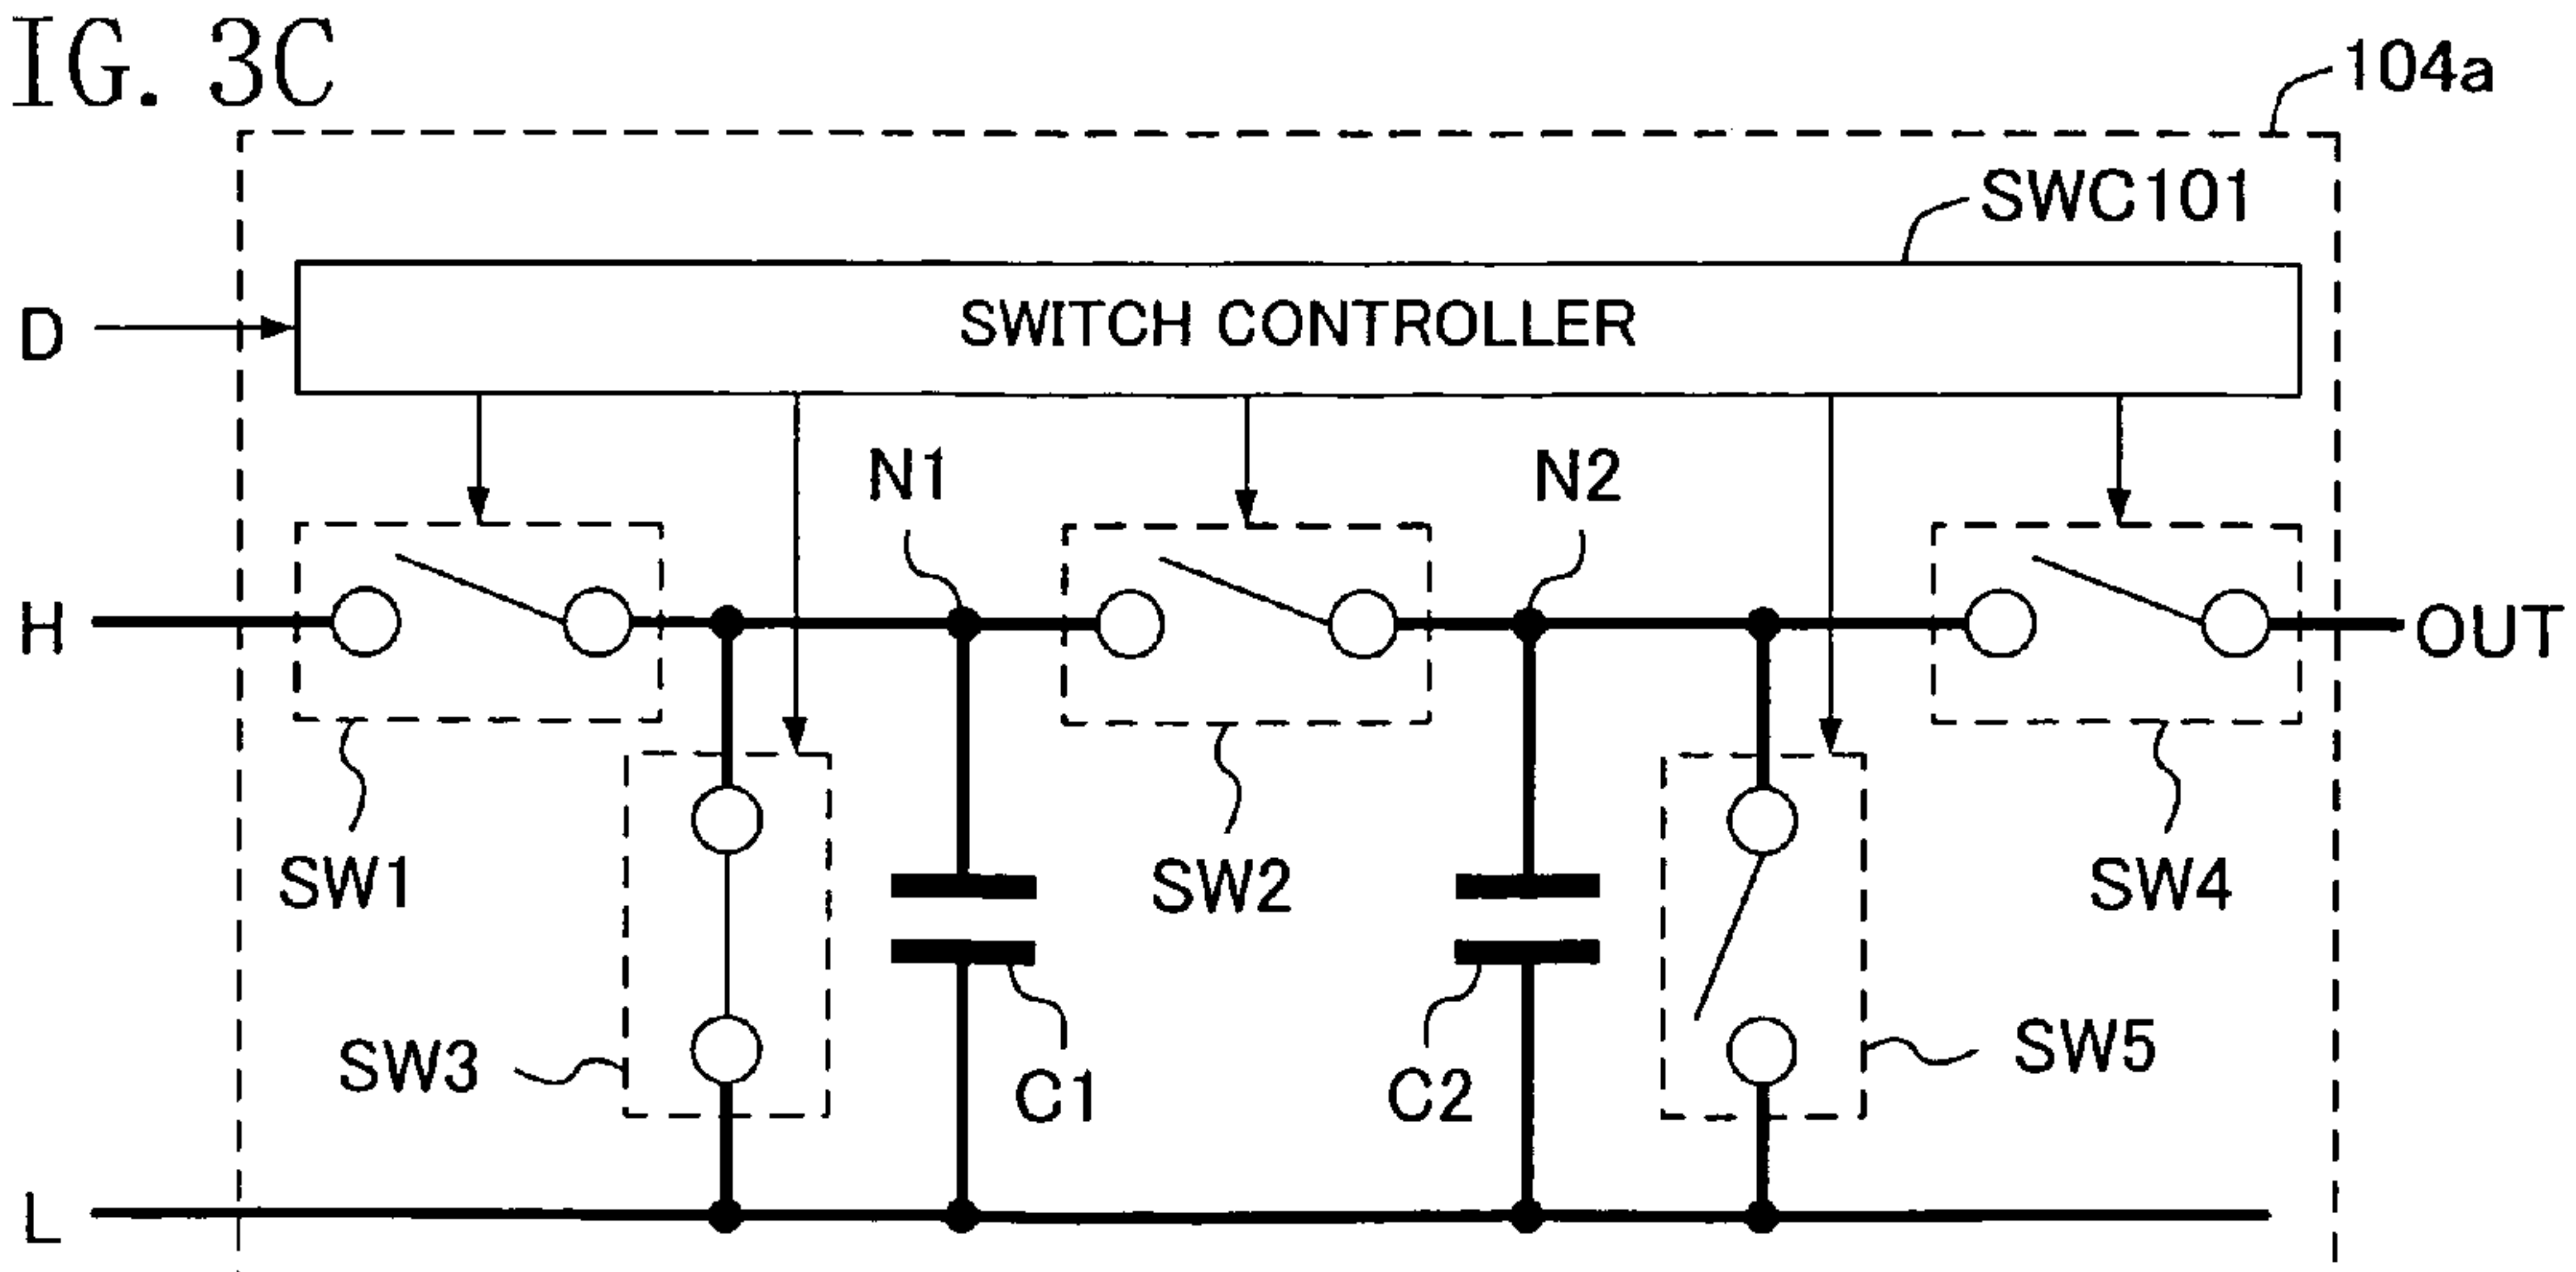 IG. 3C
104a
SWC101
D
SWITCH CONTROLLER
N1
N2
H
OUT
SW1
SW2
SW4
SW3
C1
C2
SW5
L